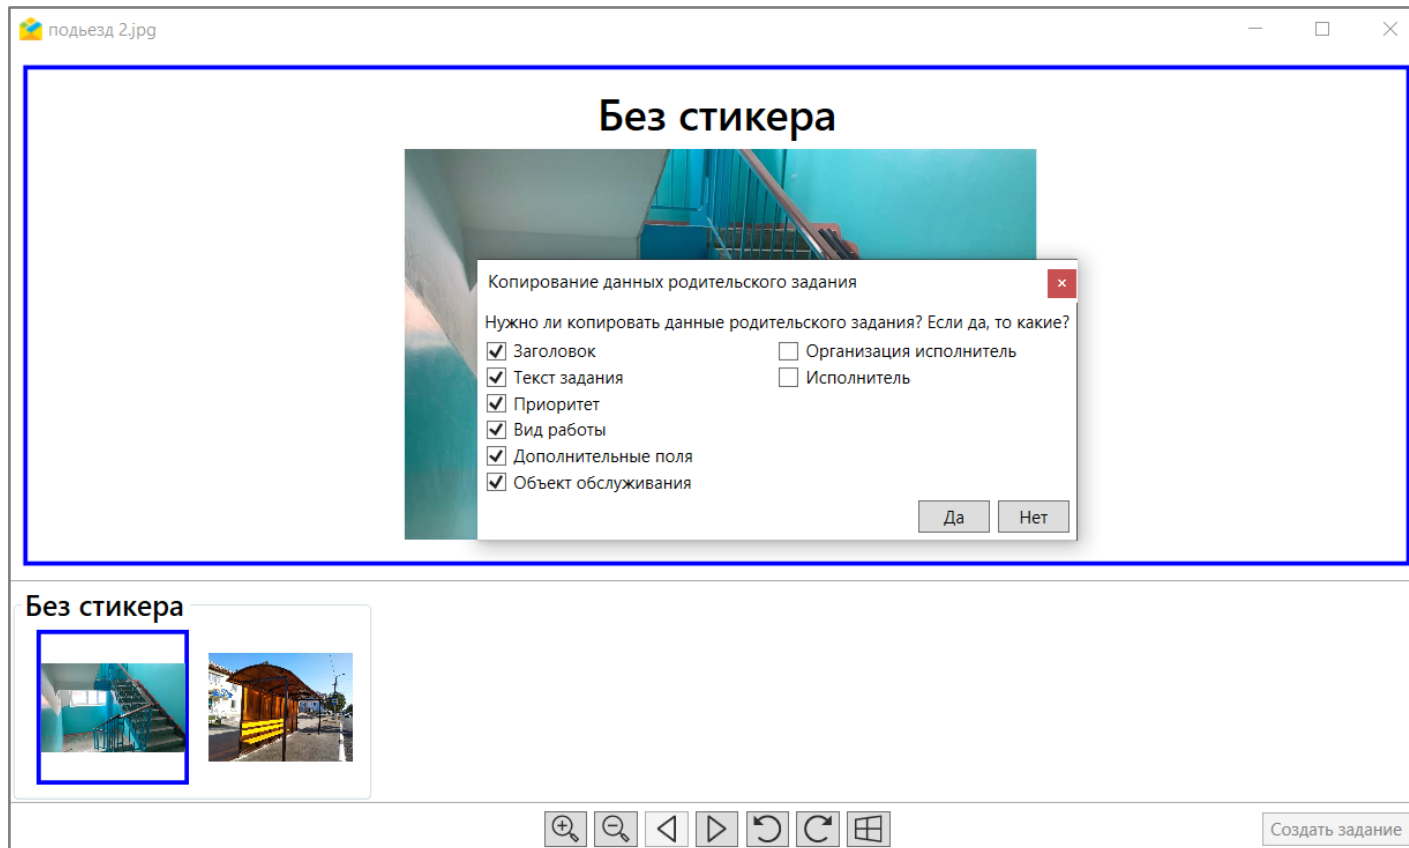 подьезд 2.jpg
Без стикера
Копирование данных родительского задания
Нужно ли копировать данные родительского задания? Если да, то какие?
Заголовок
Организация исполнитель
Текст задания
Исполнитель
Приоритет
Вид работы
Дополнительные поля
Объект обслуживания
Да
Нет
Без стикера
Создать задание